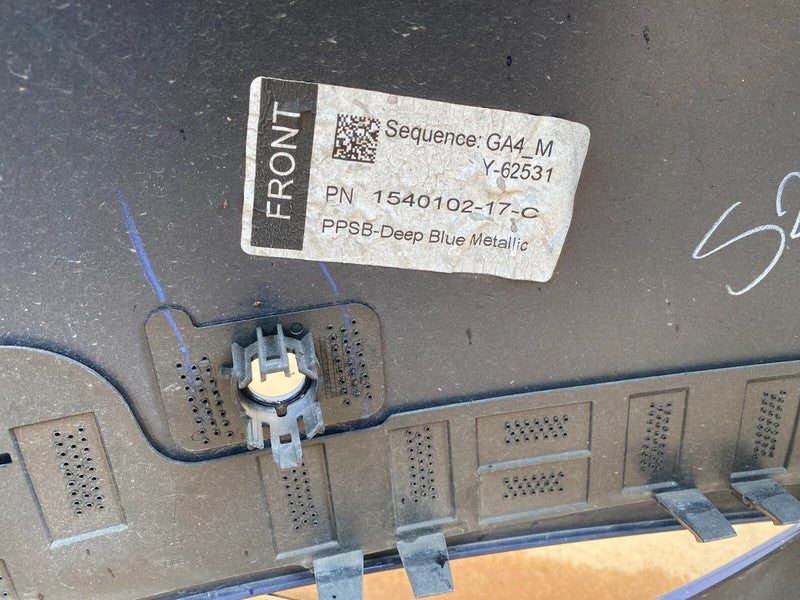 FRONT
Sequence: GA4_M
Y-62531
PN 1540102-17-C
PPSB-Deep Blue Metallic